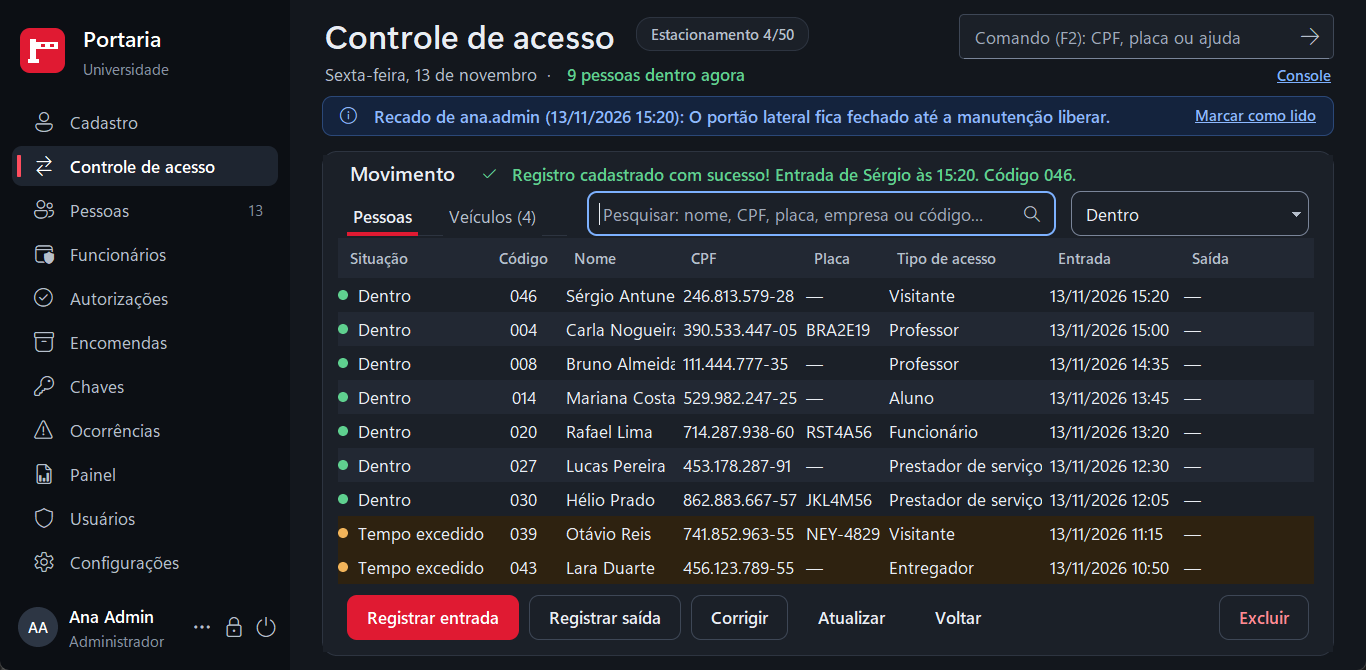 Portaria
Universidade
Cadastro
Controle de acesso
Pessoas 13
Funcionários
Autorizações
Encomendas
Chaves
Ocorrências
Painel
Usuários
Configurações
AA
Ana Admin
Administrador
Controle de acesso
Estacionamento 4/50
Comando (F2): CPF, placa ou ajuda
Sexta-feira, 13 de novembro · 9 pessoas dentro agora
Console
Recado de ana.admin (13/11/2026 15:20): O portão lateral fica fechado até a manutenção liberar.
Marcar como lido
Movimento
Registro cadastrado com sucesso! Entrada de Sérgio às 15:20. Código 046.
Pessoas
Veículos (4)
Pesquisar: nome, CPF, placa, empresa ou código...
Dentro
Situação Código Nome CPF Placa Tipo de acesso Entrada Saída
Dentro 046 Sérgio Antune 246.813.579-28 — Visitante 13/11/2026 15:20 —
Dentro 004 Carla Nogueira 390.533.447-05 BRA2E19 Professor 13/11/2026 15:00 —
Dentro 008 Bruno Almeida 111.444.777-35 — Professor 13/11/2026 14:35 —
Dentro 014 Mariana Costa 529.982.247-25 — Aluno 13/11/2026 13:45 —
Dentro 020 Rafael Lima 714.287.938-60 RST4A56 Funcionário 13/11/2026 13:20 —
Dentro 027 Lucas Pereira 453.178.287-91 — Prestador de serviço 13/11/2026 12:30 —
Dentro 030 Hélio Prado 862.883.667-57 JKL4M56 Prestador de serviço 13/11/2026 12:05 —
Tempo excedido 039 Otávio Reis 741.852.963-55 NEY-4829 Visitante 13/11/2026 11:15 —
Tempo excedido 043 Lara Duarte 456.123.789-55 — Entregador 13/11/2026 10:50 —
Registrar entrada
Registrar saída
Corrigir
Atualizar
Voltar
Excluir